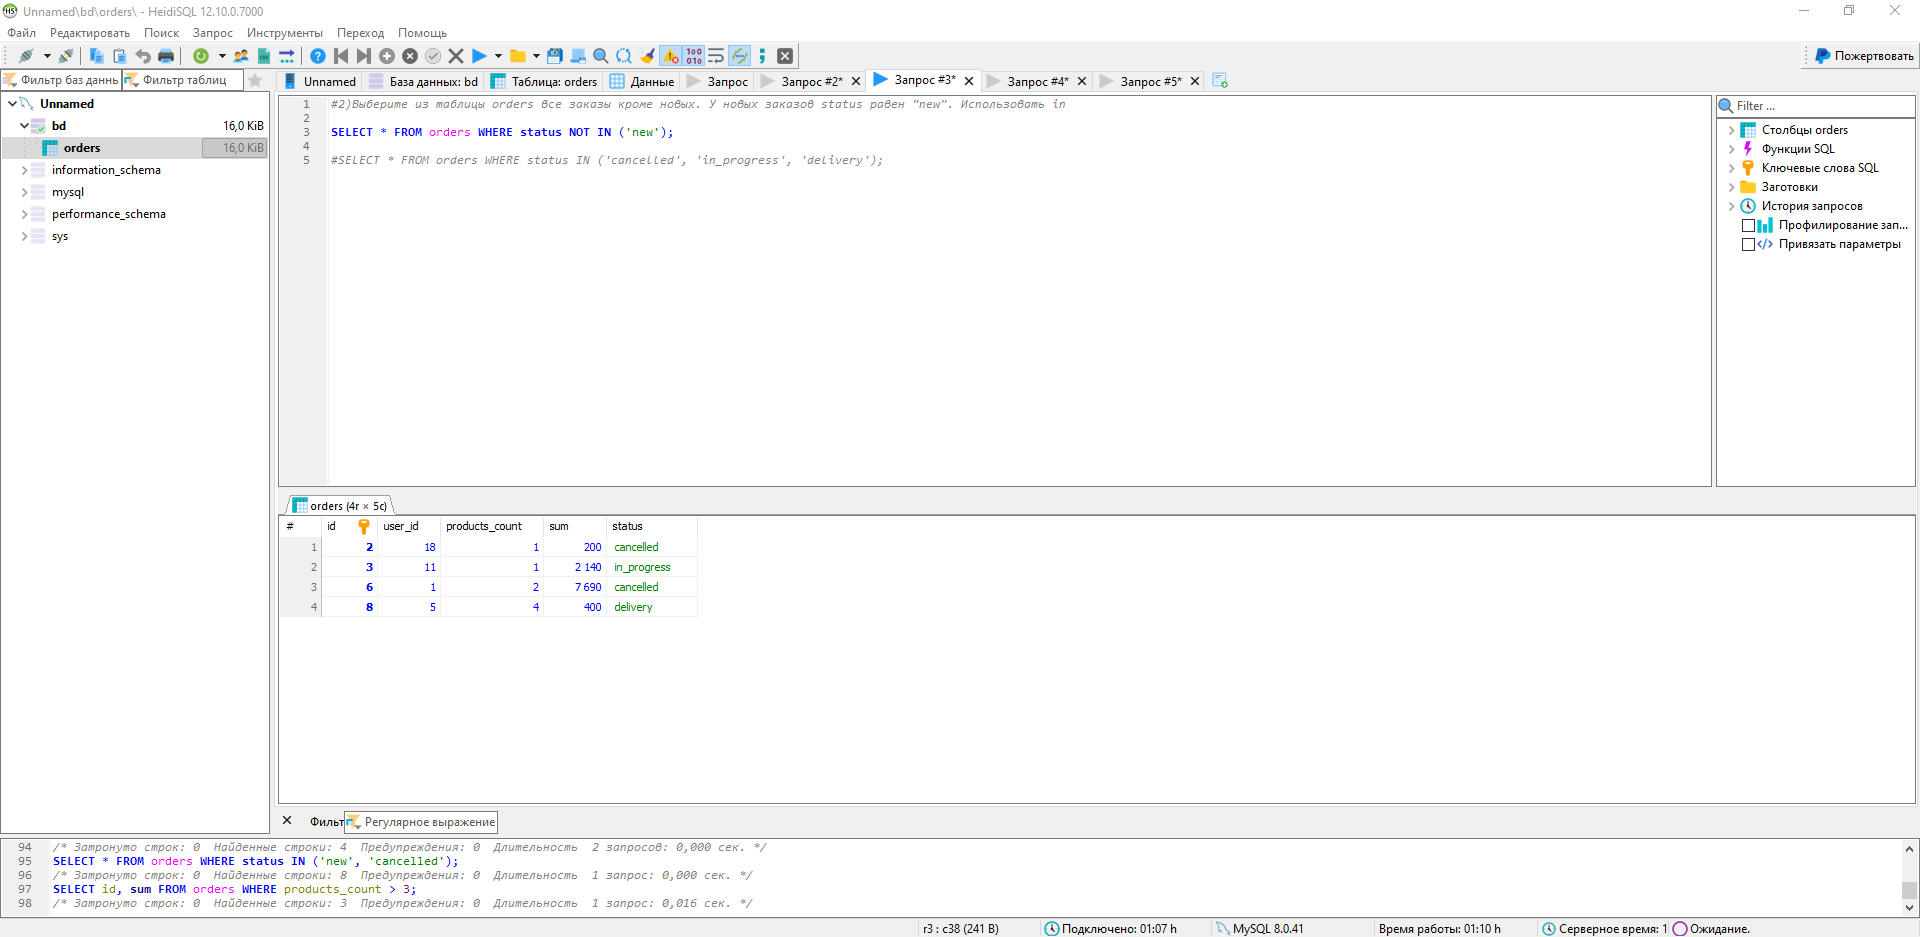 Unnamed\bd\orders\ - HeidiSQL 12.10.0.7000
Файл Редактировать Поиск Запрос Инструменты Переход Помощь
Пожертвовать
Фильтр баз даннь Фильтр таблиц
Unnamed База данных: bd Таблица: orders Данные Запрос Запрос #2* Запрос #3* Запрос #4* Запрос #5*
Unnamed
bd 16,0 KiB
orders 16,0 KiB
information_schema
mysql
performance_schema
sys
1 #2)Выберите из таблицы orders все заказы кроме новых. У новых заказов status равен "new". Использовать in
2
3 SELECT * FROM orders WHERE status NOT IN ('new');
4
5 #SELECT * FROM orders WHERE status IN ('cancelled', 'in_progress', 'delivery');
Filter ...
Столбцы orders
Функции SQL
Ключевые слова SQL
Заготовки
История запросов
Профилирование зап...
Привязать параметры
orders (4r × 5c)
# id user_id products_count sum status
1 2 18 1 200 cancelled
2 3 11 1 2 140 in_progress
3 6 1 2 7 690 cancelled
4 8 5 4 400 delivery
Фильт Регулярное выражение
94 /* Затронуто строк: 0 Найденные строки: 4 Предупреждения: 0 Длительность 2 запросов: 0,000 сек. */
95 SELECT * FROM orders WHERE status IN ('new', 'cancelled');
96 /* Затронуто строк: 0 Найденные строки: 8 Предупреждения: 0 Длительность 1 запрос: 0,000 сек. */
97 SELECT id, sum FROM orders WHERE products_count > 3;
98 /* Затронуто строк: 0 Найденные строки: 3 Предупреждения: 0 Длительность 1 запрос: 0,016 сек. */
r3 : c38 (241 B) Подключено: 01:07 h MySQL 8.0.41 Время работы: 01:10 h Серверное время: 1 Ожидание.